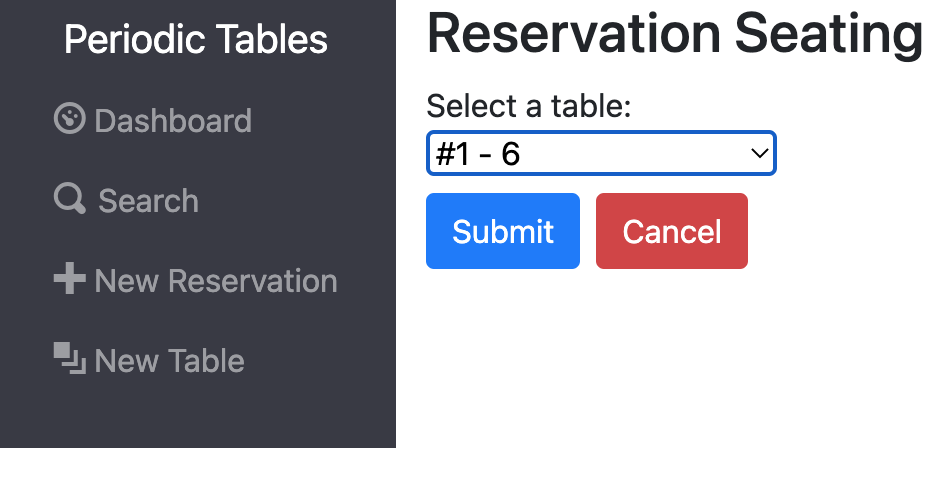 Periodic Tables
Dashboard
Search
New Reservation
New Table
Reservation Seating
Select a table:
#1 - 6
Submit
Cancel